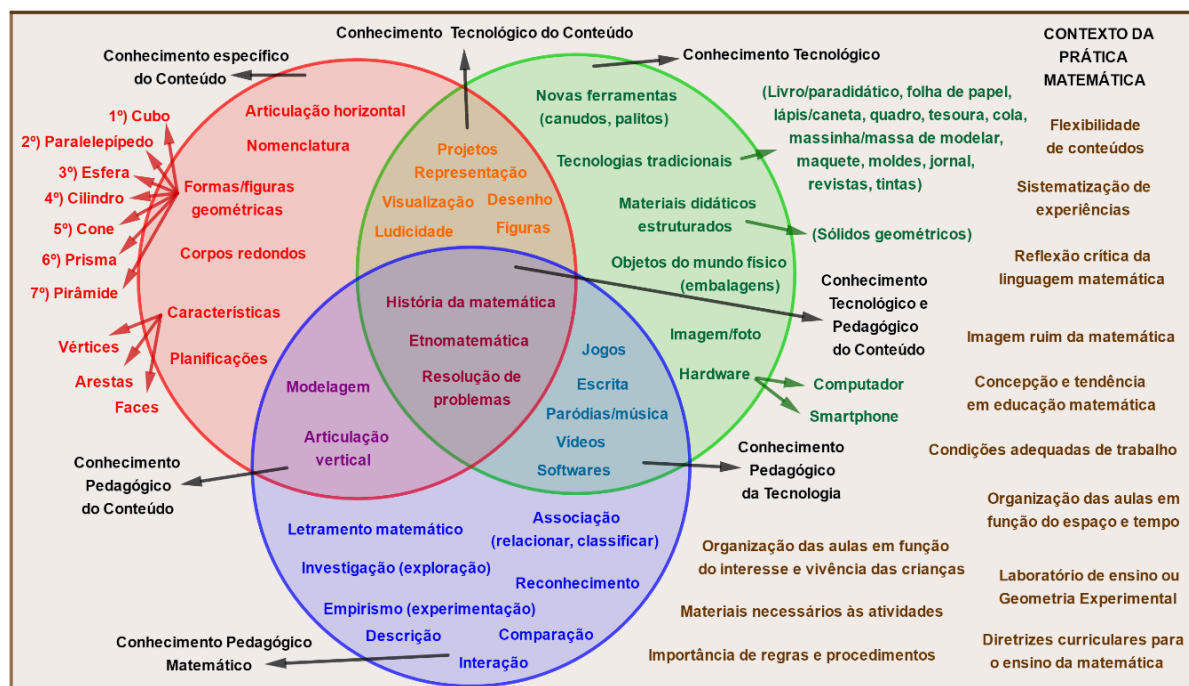 Conhecimento Tecnológico do Conteúdo
Conhecimento específico
do Conteúdo
Conhecimento Tecnológico
CONTEXTO DA
PRÁTICA
MATEMÁTICA
Articulação horizontal
Nomenclatura
1º) Cubo
2º) Paralelepípedo
3º) Esfera
4º) Cilindro
5º) Cone
6º) Prisma
7º) Pirâmide
Formas/figuras
geométricas
Corpos redondos
Características
Vértices
Arestas
Faces
Planificações
Projetos
Representação
Visualização
Desenho
Ludicidade
Figuras
Novas ferramentas
(canudos, palitos)
Tecnologias tradicionais
(Livro/paradidático, folha de papel,
lápis/caneta, quadro, tesoura, cola,
massinha/massa de modelar,
maquete, moldes, jornal,
revistas, tintas)
Materiais didáticos
estruturados
(Sólidos geométricos)
Objetos do mundo físico
(embalagens)
Imagem/foto
Hardware
Computador
Smartphone
Conhecimento
Tecnológico e
Pedagógico
do Conteúdo
História da matemática
Etnomatemática
Resolução de
problemas
Modelagem
Articulação
vertical
Jogos
Escrita
Paródias/música
Vídeos
Softwares
Conhecimento
Pedagógico
do Conteúdo
Conhecimento
Pedagógico
da Tecnologia
Letramento matemático
Associação
(relacionar, classificar)
Investigação (exploração)
Reconhecimento
Empirismo (experimentação)
Descrição
Comparação
Interação
Conhecimento Pedagógico
Matemático
Flexibilidade
de conteúdos
Sistematização de
experiências
Reflexão crítica da
linguagem matemática
Imagem ruim da matemática
Concepção e tendência
em educação matemática
Condições adequadas de trabalho
Organização das aulas em
função do espaço e tempo
Organização das aulas em função
do interesse e vivência das crianças
Laboratório de ensino ou
Geometria Experimental
Materiais necessários às atividades
Importância de regras e procedimentos
Diretrizes curriculares para
o ensino da matemática